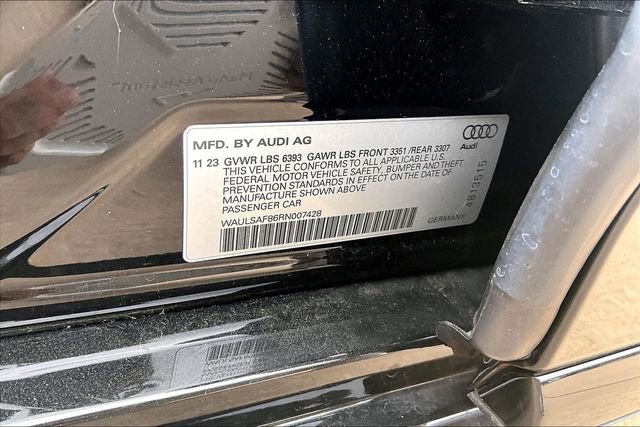 MFD. BY AUDI AG
Audi
11 23 GVWR LBS 6393 GAWR LBS FRONT 3351 /REAR 3307
THIS VEHICLE CONFORMS TO ALL APPLICABLE U.S.
FEDERAL MOTOR VEHICLE SAFETY, BUMPER AND THEFT
PREVENTION STANDARDS IN EFFECT ON THE DATE OF
MANUFACTURE SHOWN ABOVE
PASSENGER CAR
WAULSAF86RN007428
GERMANY
4813515